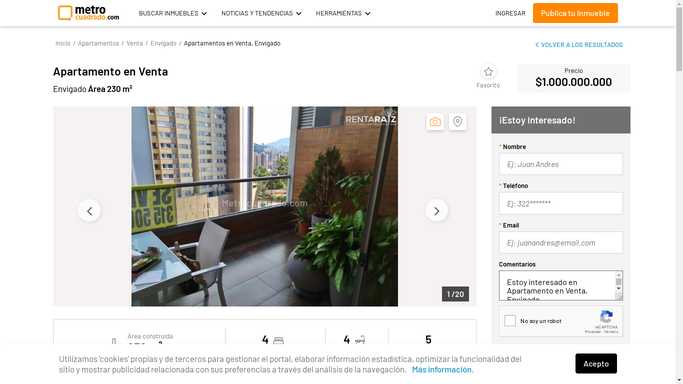 metro
cuadrado.com
BUSCAR INMUEBLES
NOTICIAS Y TENDENCIAS
HERRAMIENTAS
INGRESAR
Publica tu Inmueble
Inicio / Apartamentos / Venta / Envigado / Apartamentos en Venta, Envigado
VOLVER A LOS RESULTADOS
Apartamento en Venta
Envigado Área 230 m²
Favorito
Precio
$1.000.000.000
RENTARAÍZ
Metrocuadrado.com
1 / 20
¡Estoy Interesado!
* Nombre
Ej: Juan Andres
* Teléfono
Ej: 322*******
* Email
Ej: juanandres@email.com
Comentarios
Estoy interesado en
Apartamento en Venta,
Envigado
No soy un robot
reCAPTCHA
Privacidad - Términos
Área construida
4
4
5
Utilizamos 'cookies' propias y de terceros para gestionar el portal, elaborar información estadística, optimizar la funcionalidad del
sitio y mostrar publicidad relacionada con sus preferencias a través del análisis de la navegación. Más información.
Acepto